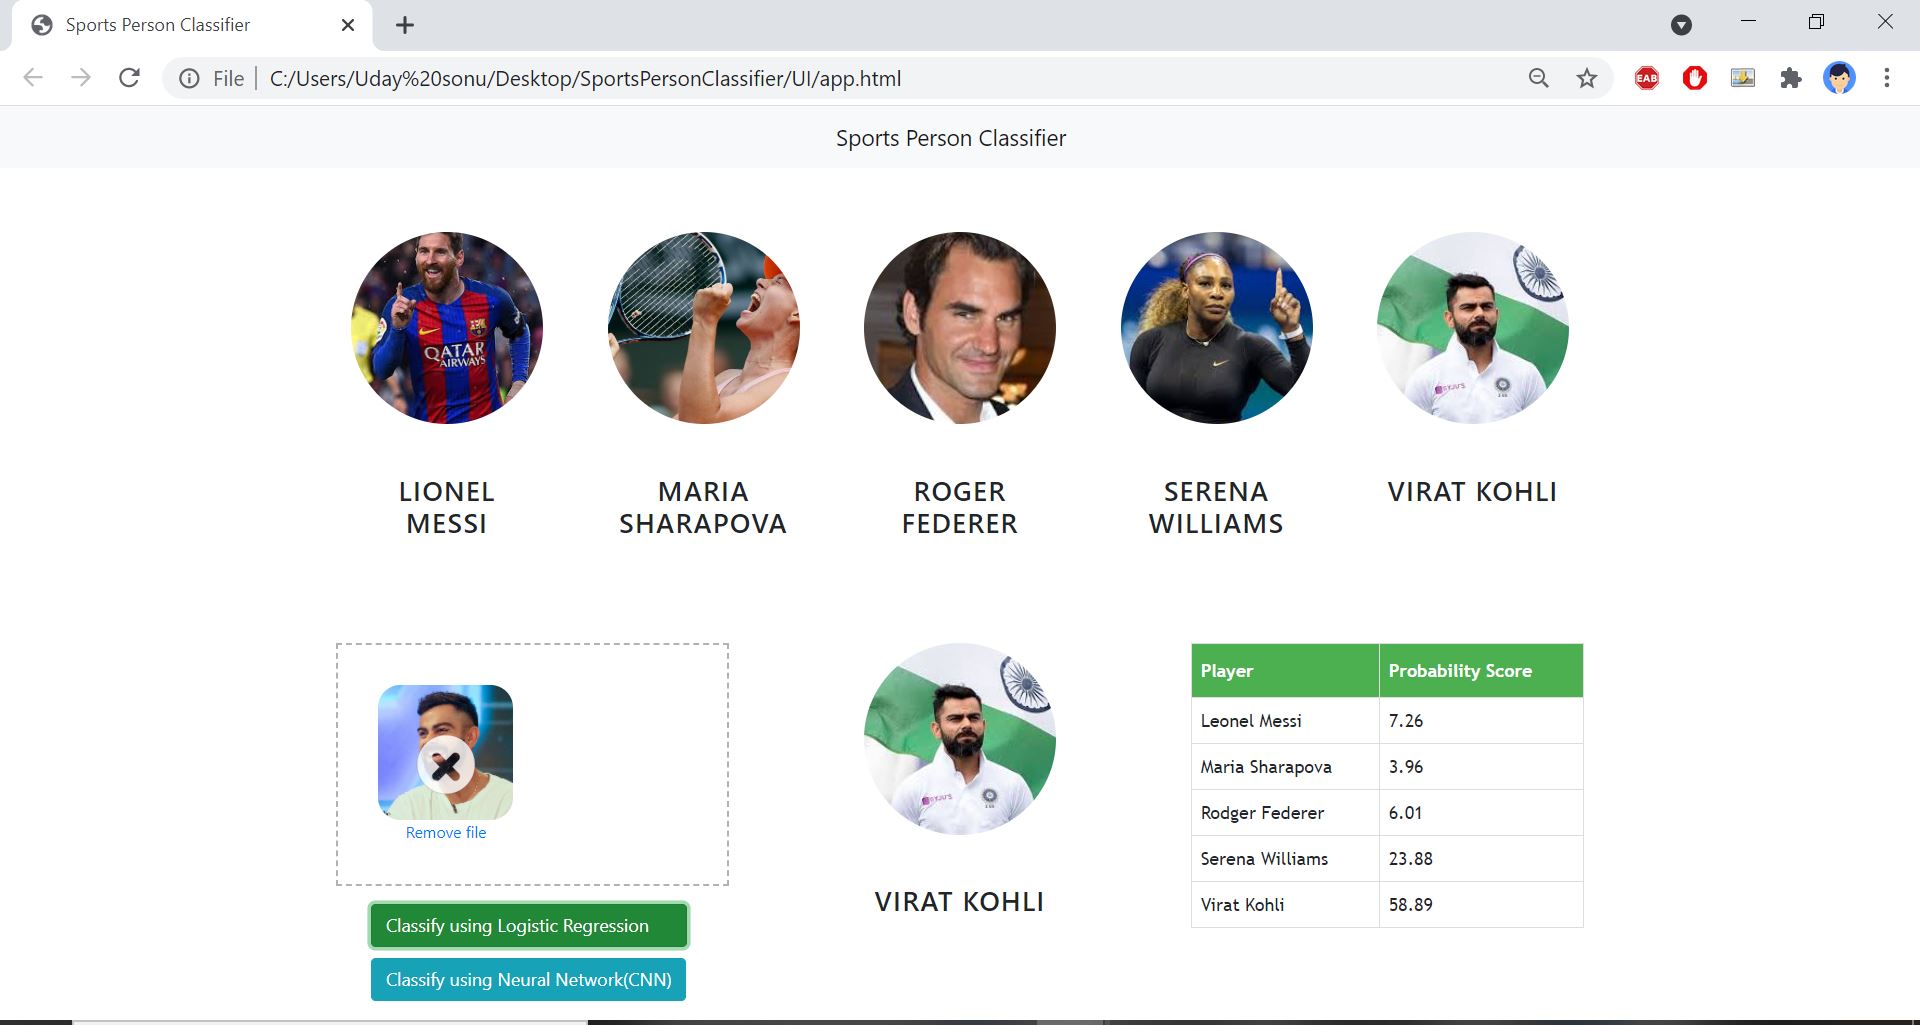 Sports Person Classifier
File
C:/Users/Uday%20sonu/Desktop/SportsPersonClassifier/UI/app.html
EAB
Sports Person Classifier
QATAR
AIRWAYS
BYJU'S
LIONEL
MESSI
MARIA
SHARAPOVA
ROGER
FEDERER
SERENA
WILLIAMS
VIRAT KOHLI
Remove file
Classify using Logistic Regression
Classify using Neural Network(CNN)
BYJU'S
VIRAT KOHLI
Player Probability Score
Leonel Messi 7.26
Maria Sharapova 3.96
Rodger Federer 6.01
Serena Williams 23.88
Virat Kohli 58.89